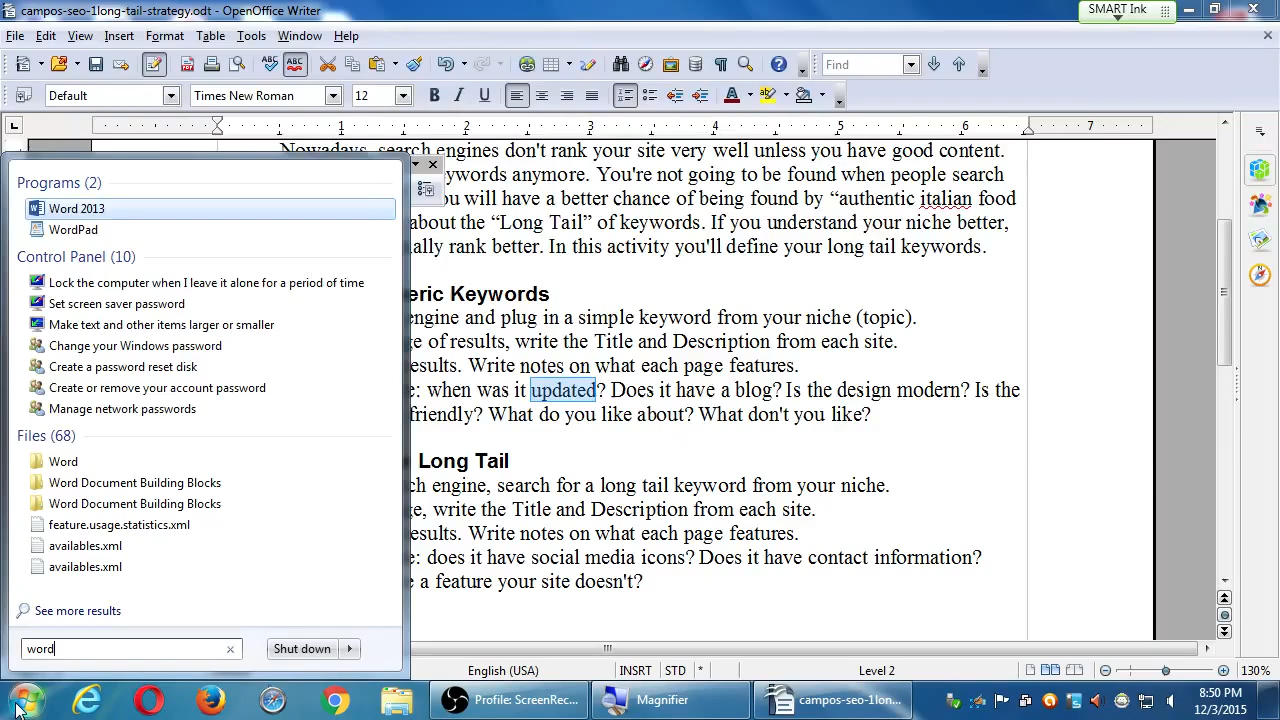 campos-seo-1long-tail-strategy.odt - OpenOffice Writer
SMART Ink
File Edit View Insert Format Table Tools Window Help
Find
Default Times New Roman 12
1 2 3 4 5 6 7
Nowadays, search engines don't rank your site very well unless you have good content.
ywords anymore. You're not going to be found when people search
u will have a better chance of being found by “authentic italian food
about the “Long Tail” of keywords. If you understand your niche better,
ally rank better. In this activity you'll define your long tail keywords.
eric Keywords
engine and plug in a simple keyword from your niche (topic).
ge of results, write the Title and Description from each site.
esults. Write notes on what each page features.
e: when was it updated? Does it have a blog? Is the design modern? Is the
friendly? What do you like about? What don't you like?
Long Tail
ch engine, search for a long tail keyword from your niche.
ge, write the Title and Description from each site.
esults. Write notes on what each page features.
e: does it have social media icons? Does it have contact information?
e a feature your site doesn't?
Programs (2)
Word 2013
WordPad
Control Panel (10)
Lock the computer when I leave it alone for a period of time
Set screen saver password
Make text and other items larger or smaller
Change your Windows password
Create a password reset disk
Create or remove your account password
Manage network passwords
Files (68)
Word
Word Document Building Blocks
Word Document Building Blocks
feature.usage.statistics.xml
availables.xml
availables.xml
See more results
word
Shut down
English (USA) INSRT STD * Level 2 130%
Profile: ScreenRec... Magnifier campos-seo-1lon...
8:50 PM
12/3/2015